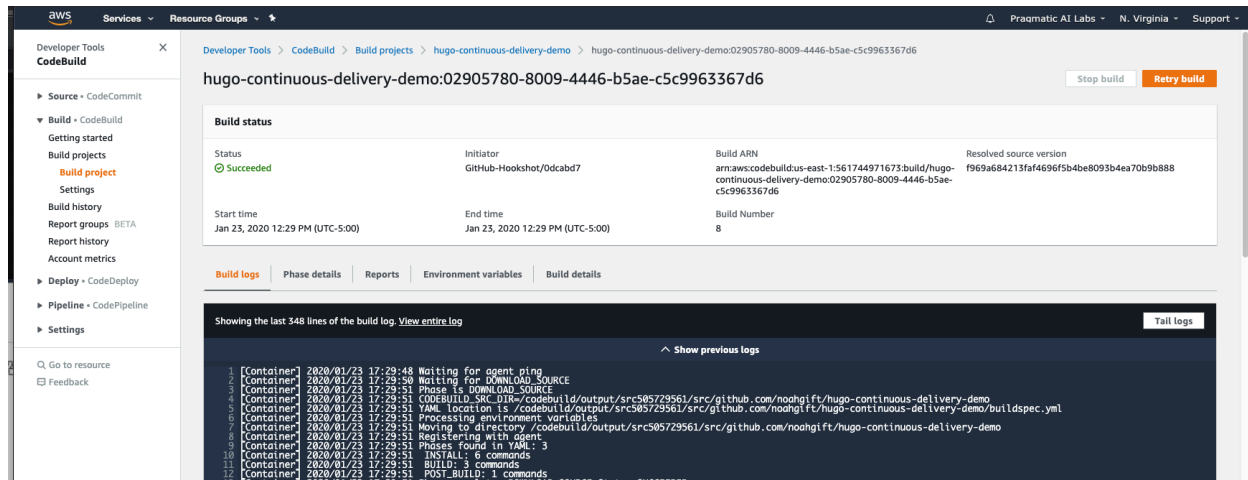 aws Services Resource Groups Pragmatic AI Labs N. Virginia Support
Developer Tools
CodeBuild
Source • CodeCommit
Build • CodeBuild
Getting started
Build projects
Build project
Settings
Build history
Report groups BETA
Report history
Account metrics
Deploy • CodeDeploy
Pipeline • CodePipeline
Settings
Go to resource
Feedback
Developer Tools > CodeBuild > Build projects > hugo-continuous-delivery-demo > hugo-continuous-delivery-demo:02905780-8009-4446-b5ae-c5c9963367d6
hugo-continuous-delivery-demo:02905780-8009-4446-b5ae-c5c9963367d6
Stop build Retry build
Build status
Status Initiator Build ARN Resolved source version
Succeeded GitHub-Hookshot/0dcabd7 arn:aws:codebuild:us-east-1:561744971673:build/hugo- f969a684213faf4696f5b4be8093b4ea70b9b888
continuous-delivery-demo:02905780-8009-4446-b5ae-
c5c9963367d6
Start time End time Build Number
Jan 23, 2020 12:29 PM (UTC-5:00) Jan 23, 2020 12:29 PM (UTC-5:00) 8
Build logs Phase details Reports Environment variables Build details
Showing the last 348 lines of the build log. View entire log Tail logs
Show previous logs
1 [Container] 2020/01/23 17:29:48 Waiting for agent ping
2 [Container] 2020/01/23 17:29:50 Waiting for DOWNLOAD_SOURCE
3 [Container] 2020/01/23 17:29:51 Phase is DOWNLOAD_SOURCE
4 [Container] 2020/01/23 17:29:51 CODEBUILD_SRC_DIR=/codebuild/output/src505729561/src/github.com/noahgift/hugo-continuous-delivery-demo
5 [Container] 2020/01/23 17:29:51 YAML location is /codebuild/output/src505729561/src/github.com/noahgift/hugo-continuous-delivery-demo/buildspec.yml
6 [Container] 2020/01/23 17:29:51 Processing environment variables
7 [Container] 2020/01/23 17:29:51 Moving to directory /codebuild/output/src505729561/src/github.com/noahgift/hugo-continuous-delivery-demo
8 [Container] 2020/01/23 17:29:51 Registering with agent
9 [Container] 2020/01/23 17:29:51 Phases found in YAML: 3
10 [Container] 2020/01/23 17:29:51 INSTALL: 6 commands
11 [Container] 2020/01/23 17:29:51 BUILD: 3 commands
12 [Container] 2020/01/23 17:29:51 POST_BUILD: 1 commands